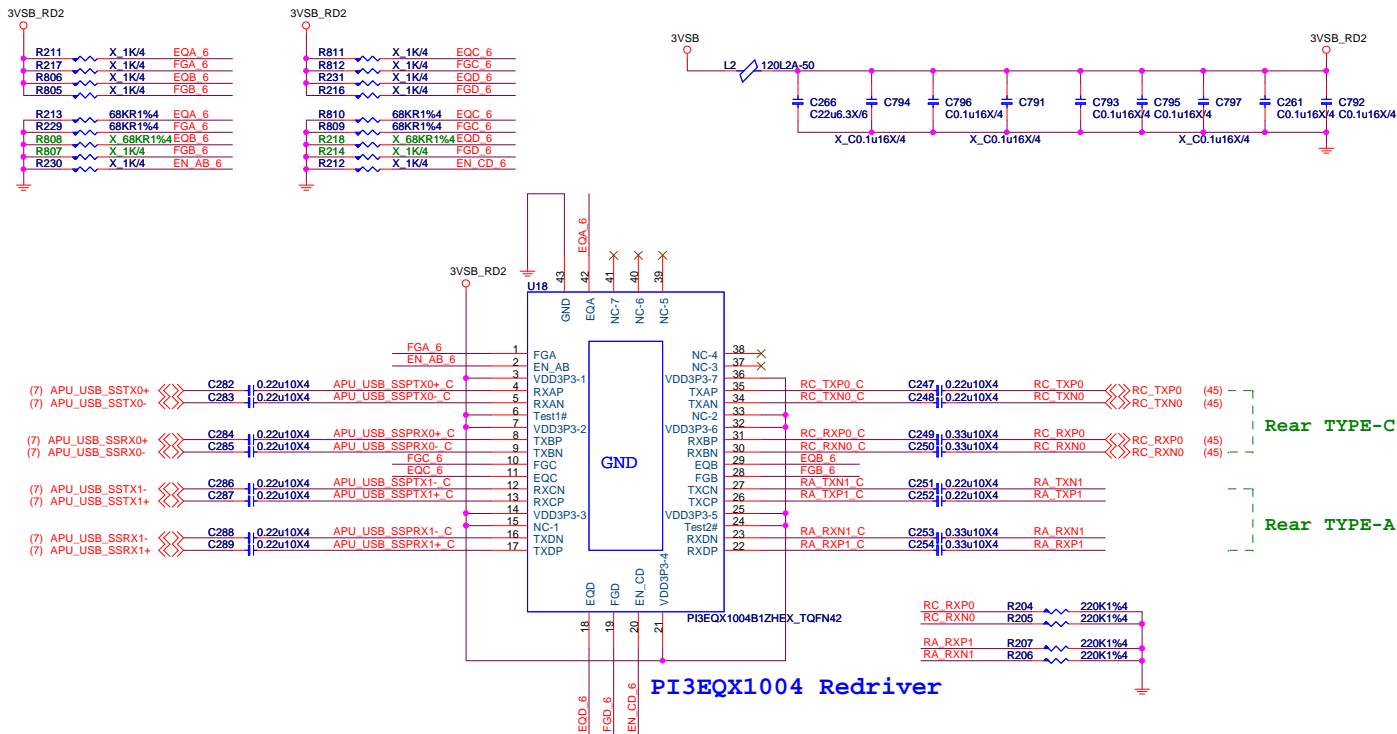 3VSB_RD2
R211 X_1K/4 EQA_6
R217 X_1K/4 FGA_6
R806 X_1K/4 EQB_6
R805 X_1K/4 FGB_6
R213 68KR1%4 EQA_6
R229 68KR1%4 FGA_6
R808 X_68KR1%4 EQB_6
R807 X_1K/4 FGB_6
R230 X_1K/4 EN_AB_6
3VSB_RD2
R811 X_1K/4 EQC_6
R812 X_1K/4 FGC_6
R231 X_1K/4 EQD_6
R216 X_1K/4 FGD_6
R810 68KR1%4 EQC_6
R809 68KR1%4 FGC_6
R218 X_68KR1%4 EQD_6
R214 X_1K/4 FGD_6
R212 X_1K/4 EN_CD_6
3VSB 3VSB_RD2
L2 120L2A-50
C266 C794 C796 C791 C793 C795 C797 C261 C792
C22u6.3X/6 C0.1u16X/4 C0.1u16X/4 C0.1u16X/4 C0.1u16X/4 C0.1u16X/4
X_C0.1u16X/4 X_C0.1u16X/4 X_C0.1u16X/4
EQA_6
3VSB_RD2
43 42 41 40 39
U18
GND EQA NC-7 NC-6 NC-5
FGA_6 1 FGA
EN_AB_6 2 EN_AB
3 VDD3P3-1
(7) APU_USB_SSTX0+ C282 0.22u10X4 APU_USB_SSPTX0+_C 4 RXAP
(7) APU_USB_SSTX0- C283 0.22u10X4 APU_USB_SSPTX0-_C 5 RXAN
6 Test1#
7 VDD3P3-2
(7) APU_USB_SSRX0+ C284 0.22u10X4 APU_USB_SSPRX0+_C 8 TXBP
(7) APU_USB_SSRX0- C285 0.22u10X4 APU_USB_SSPRX0-_C 9 TXBN
FGC_6 10 FGC
EQC_6 11 EQC
(7) APU_USB_SSTX1- C286 0.22u10X4 APU_USB_SSPTX1-_C 12 RXCN
(7) APU_USB_SSTX1+ C287 0.22u10X4 APU_USB_SSPTX1+_C 13 RXCP
14 VDD3P3-3
15 NC-1
(7) APU_USB_SSRX1- C288 0.22u10X4 APU_USB_SSPRX1-_C 16 TXDN
(7) APU_USB_SSRX1+ C289 0.22u10X4 APU_USB_SSPRX1+_C 17 TXDP
GND
NC-4 38
NC-3 37
VDD3P3-7 36
TXAP 35 RC_TXP0_C C247 0.22u10X4 RC_TXP0 RC_TXP0 (45)
TXAN 34 RC_TXN0_C C248 0.22u10X4 RC_TXN0 RC_TXN0 (45)
NC-2 33
VDD3P3-6 32
RXBP 31 RC_RXP0_C C249 0.33u10X4 RC_RXP0 RC_RXP0 (45)
RXBN 30 RC_RXN0_C C250 0.33u10X4 RC_RXN0 RC_RXN0 (45)
Rear TYPE-C
EQB 29 EQB_6
FGB 28 FGB_6
TXCN 27 RA_TXN1_C C251 0.22u10X4 RA_TXN1
TXCP 26 RA_TXP1_C C252 0.22u10X4 RA_TXP1
VDD3P3-5 25
Test2# 24
RXDN 23 RA_RXN1_C C253 0.33u10X4 RA_RXN1
RXDP 22 RA_RXP1_C C254 0.33u10X4 RA_RXP1
Rear TYPE-A
EQD FGD EN_CD VDD3P3-4
18 19 20 21
PI3EQX1004B1ZHEX_TQFN42
EQD_6 FGD_6 EN_CD_6
PI3EQX1004 Redriver
RC_RXP0 R204 220K1%4
RC_RXN0 R205 220K1%4
RA_RXP1 R207 220K1%4
RA_RXN1 R206 220K1%4